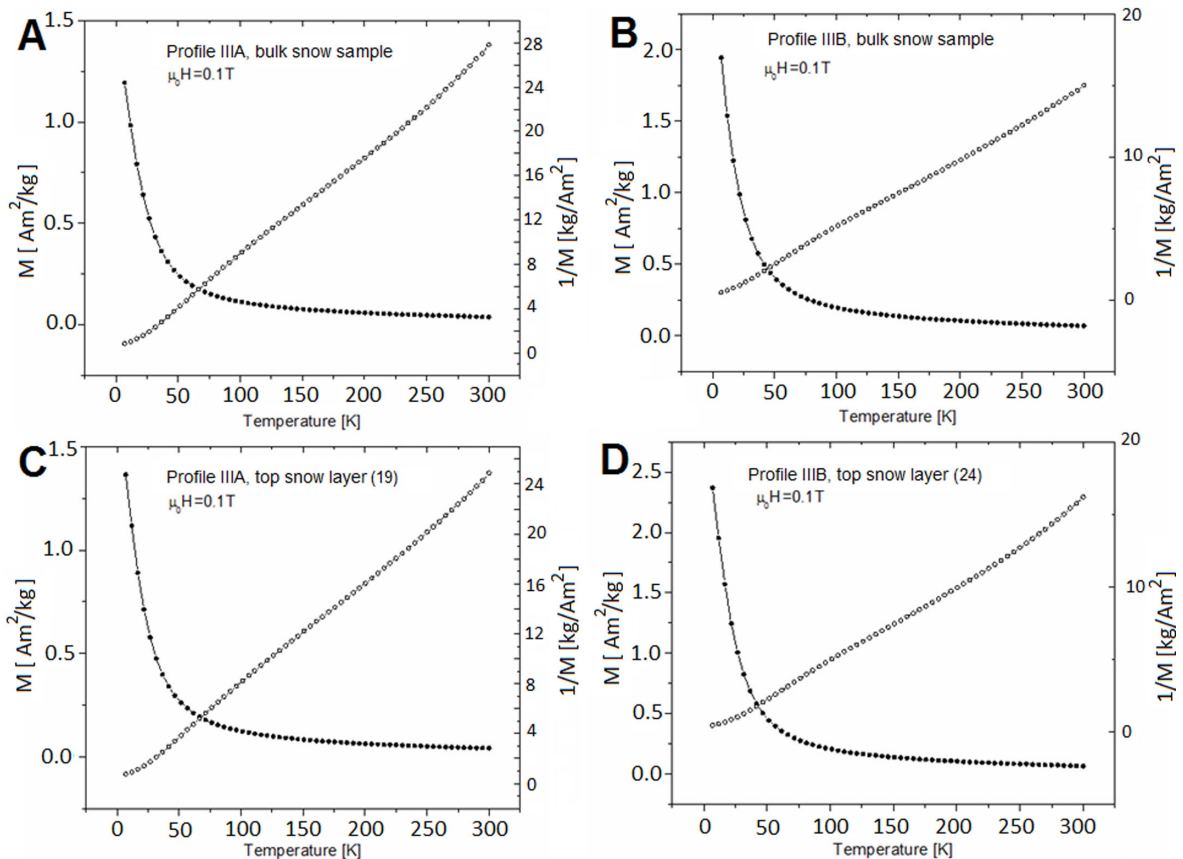 A
Profile IIIA, bulk snow sample
μ₀H=0.1T
M [ Am²/kg]
1.5
1.0
0.5
0.0
1/M [kg/Am²]
28
24
20
16
12
8
4
0
0 50 100 150 200 250 300
Temperature [K]
B
Profile IIIB, bulk snow sample
μ₀H=0.1T
M [ Am²/kg]
2.0
1.5
1.0
0.5
0.0
1/M [kg/Am²]
20
10
0
0 50 100 150 200 250 300
Temperature [K]
C
Profile IIIA, top snow layer (19)
μ₀H=0.1T
M [ Am²/kg]
1.5
1.0
0.5
0.0
1/M [kg/Am²]
24
20
16
12
8
4
0
0 50 100 150 200 250 300
Temperature [K]
D
Profile IIIB, top snow layer (24)
μ₀H=0.1T
M [ Am²/kg]
2.5
2.0
1.5
1.0
0.5
0.0
1/M [kg/Am²]
20
10
0
0 50 100 150 200 250 300
Temperature [K]